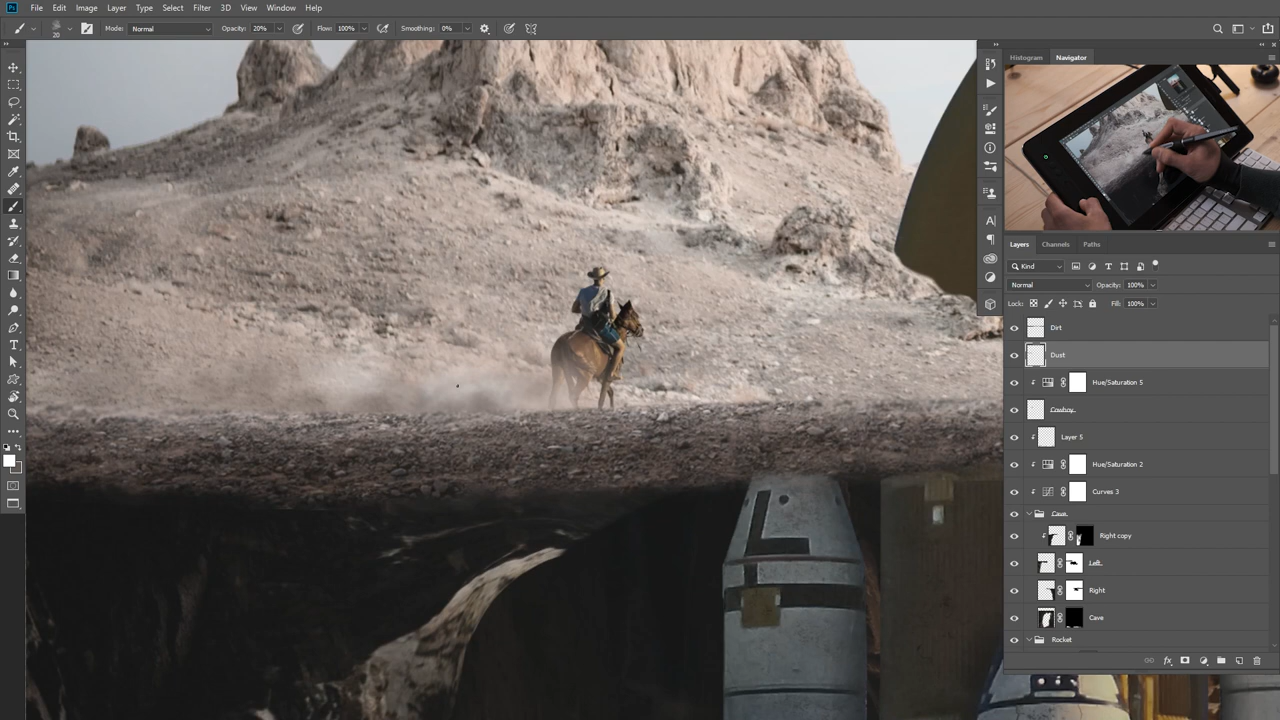 Ps File Edit Image Layer Type Select Filter 3D View Window Help
20 Mode: Normal Opacity: 20% Flow: 100% Smoothing: 0%
Histogram Navigator
Layers Channels Paths
Kind
Normal Opacity: 100%
Lock: Fill: 100%
Dirt
Dust
Hue/Saturation 5
Cowboy
Layer 5
Hue/Saturation 2
Curves 3
Cave
Right copy
Left
Right
Cave
Rocket
L